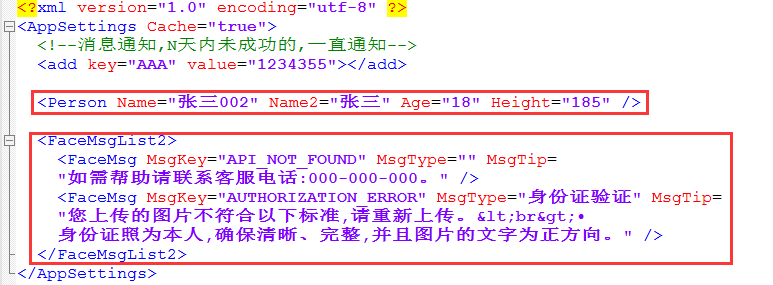 <?xml version="1.0" encoding="utf-8" ?>
<AppSettings Cache="true">
<!--消息通知,N天内未成功的,一直通知-->
<add key="AAA" value="1234355"></add>
<Person Name="张三002" Name2="张三" Age="18" Height="185" />
<FaceMsgList2>
<FaceMsg MsgKey="API_NOT_FOUND" MsgType="" MsgTip=
"如需帮助请联系客服电话:000-000-000。" />
<FaceMsg MsgKey="AUTHORIZATION_ERROR" MsgType="身份证验证" MsgTip=
"您上传的图片不符合以下标准,请重新上传。&lt;br&gt;•
身份证照为本人,确保清晰、完整,并且图片的文字为正方向。" />
</FaceMsgList2>
</AppSettings>